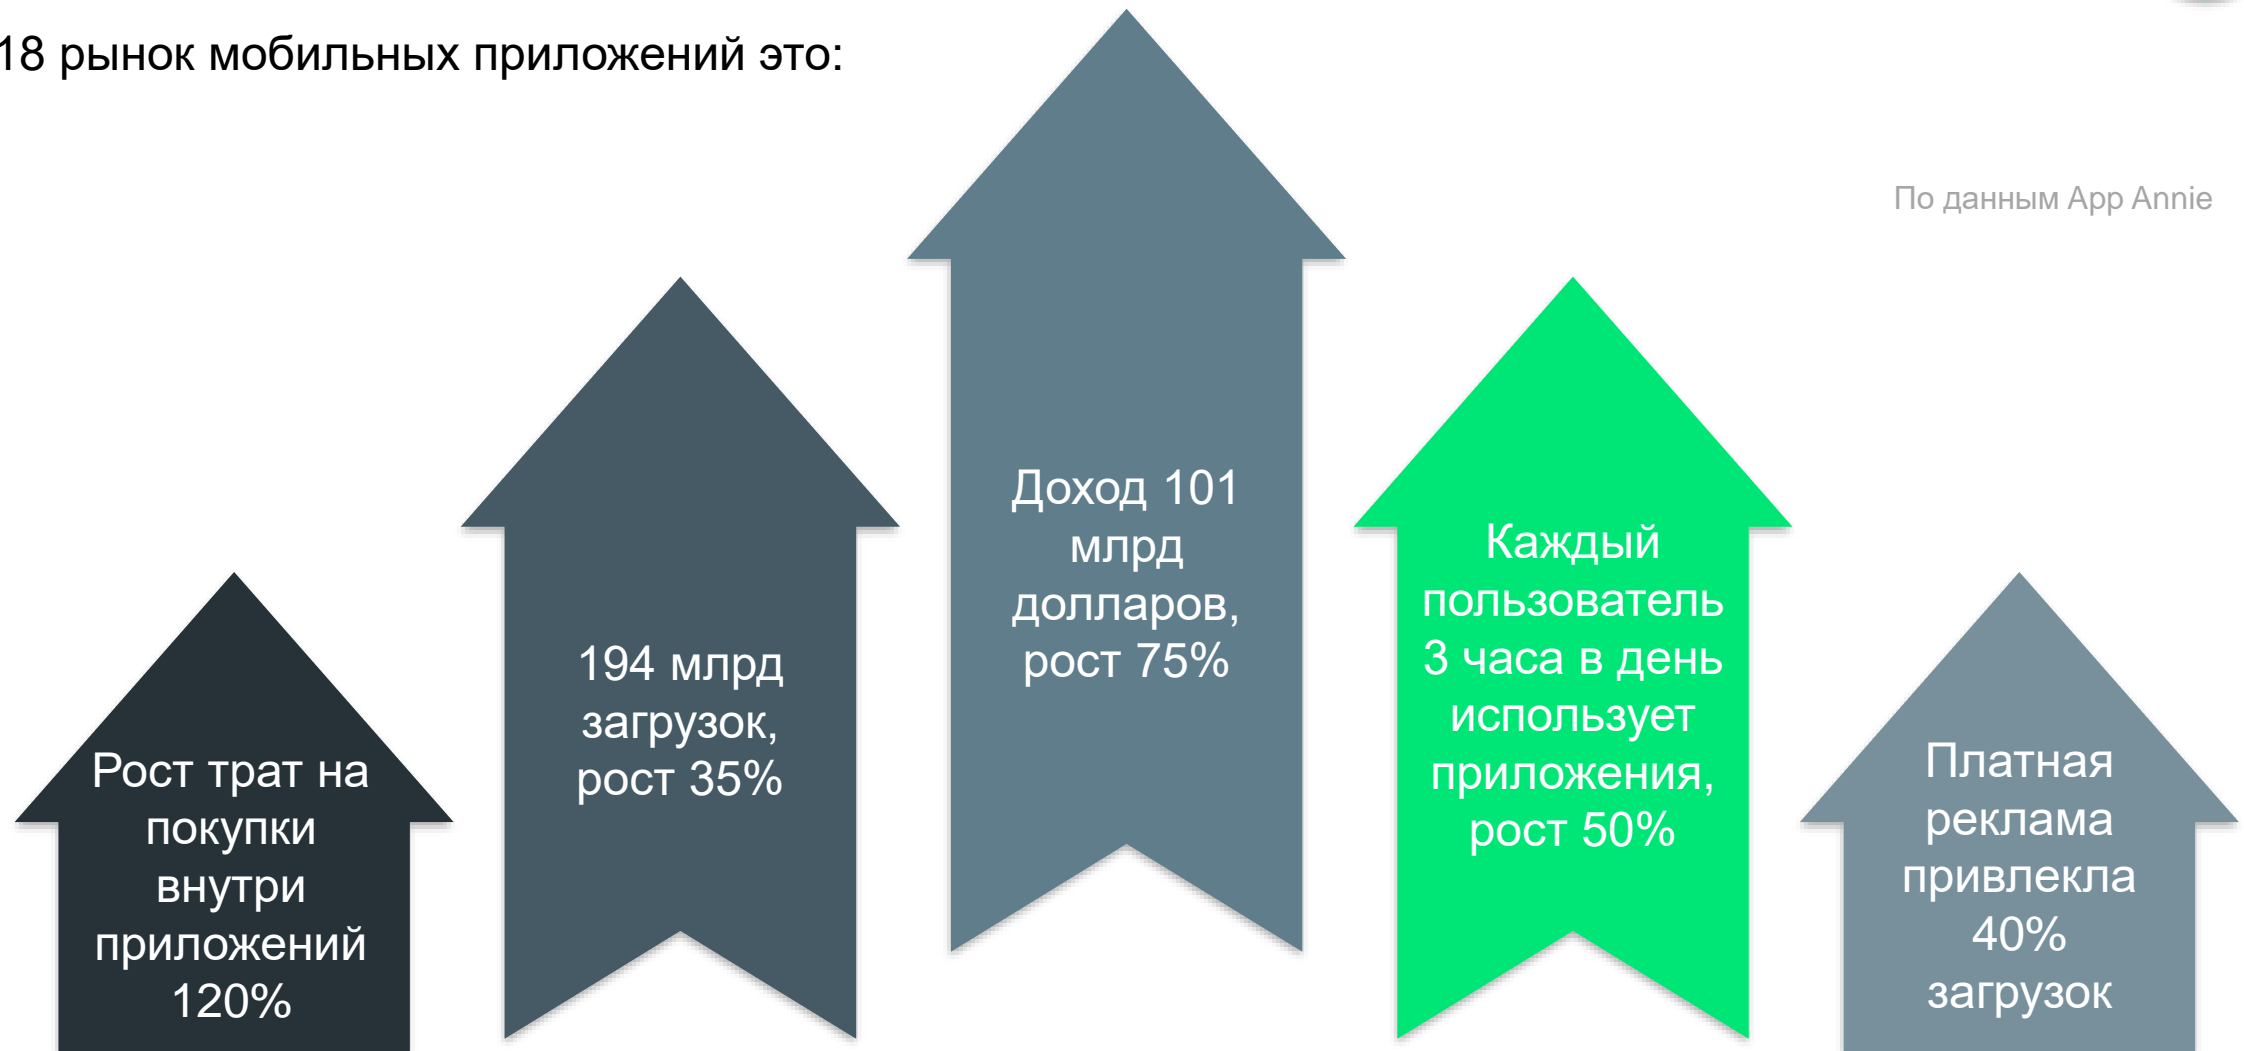 18 рынок мобильных приложений это:
По данным App Annie
Рост трат на
покупки
внутри
приложений
120%
194 млрд
загрузок,
рост 35%
Доход 101
млрд
долларов,
рост 75%
Каждый
пользователь
3 часа в день
использует
приложения,
рост 50%
Платная
реклама
привлекла
40%
загрузок